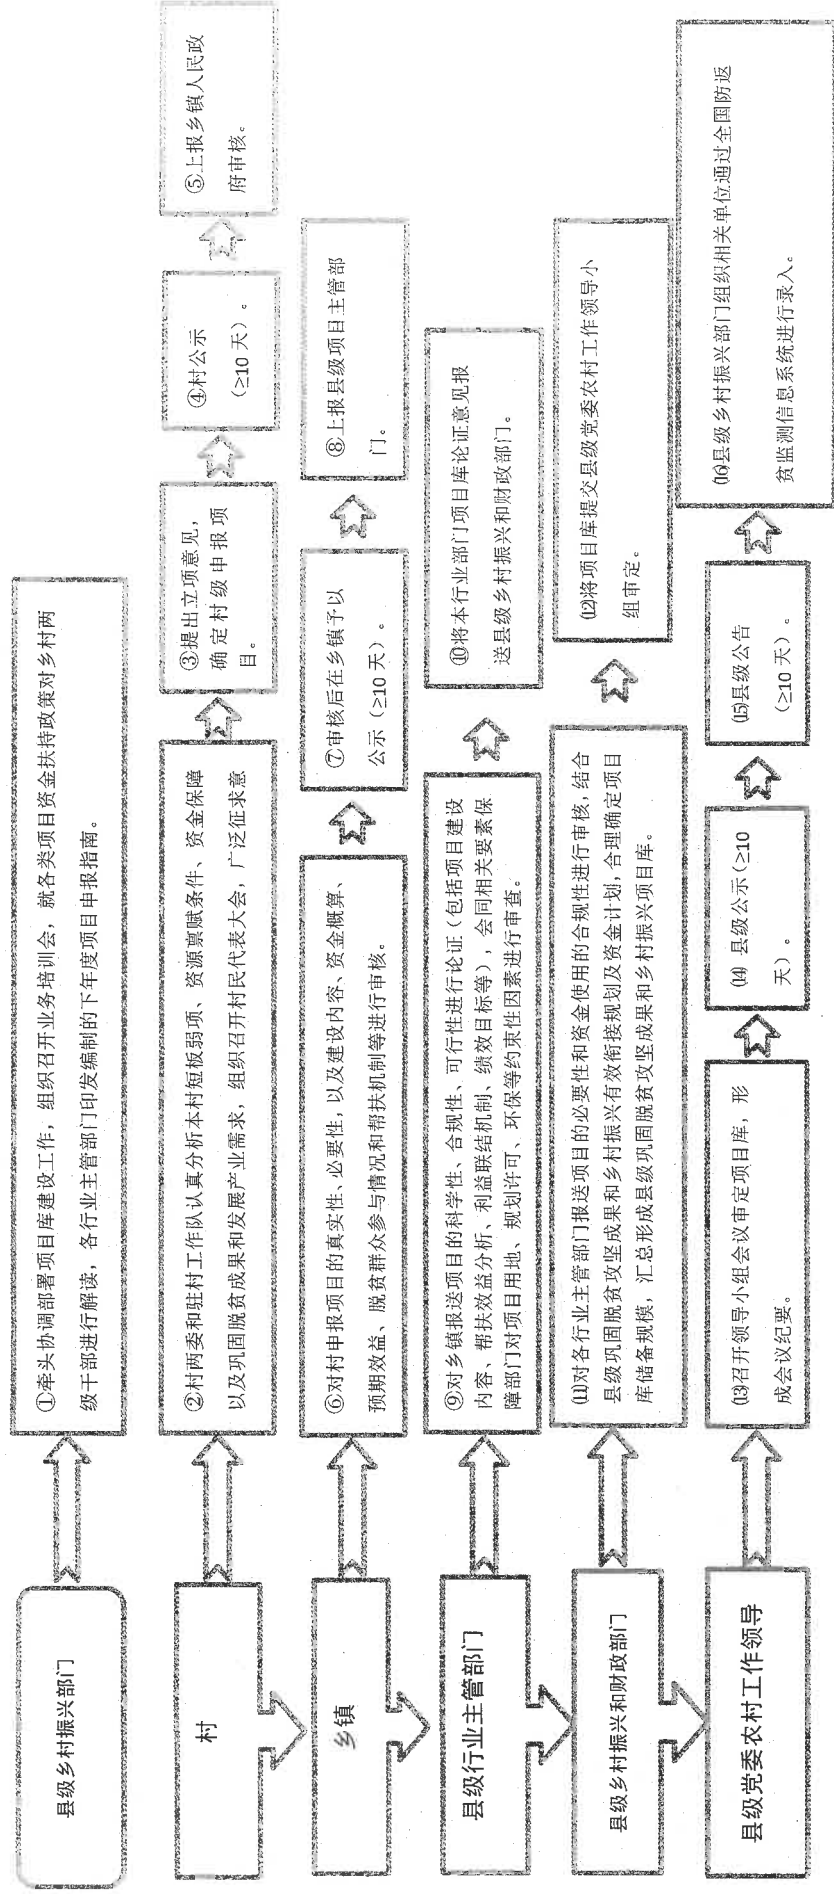 县级乡村振兴部门
①牵头协调部署项目库建设工作，组织召开业务培训会，就各类项目资金扶持政策对乡村两
级干部进行解读，各行业主管部门印发编制的下年度项目申报指南。
村
②村两委和驻村工作队认真分析本村短板弱项、资源禀赋条件、资金保障
以及巩固脱贫成果和发展产业需求，组织召开村民代表大会，广泛征求意
③提出立项意见，
确定村级申报项
目。
④村公示
（≥10 天）。
⑤上报乡镇人民政
府审核。
乡镇
⑥对村申报项目的真实性、必要性，以及建设内容、资金概算、
预期效益、脱贫群众参与情况和帮扶机制等进行审核。
⑦审核后在乡镇予以
公示（≥10 天）。
⑧上报县级项目主管部
门。
县级行业主管部门
⑨对乡镇报送项目的科学性、合规性、可行性进行论证（包括项目建设
内容、帮扶效益分析、利益联结机制、绩效目标等），会同相关要素保
障部门对项目用地、规划许可、环保等约束性因素进行审查。
⑩将本行业部门项目库论证意见报
送县级乡村振兴和财政部门。
县级乡村振兴和财政部门
⑾对各行业主管部门报送项目的必要性和资金使用的合规性进行审核，结合
县级巩固脱贫攻坚成果和乡村振兴有效衔接规划及资金计划，合理确定项目
库储备规模，汇总形成县级巩固脱贫攻坚成果和乡村振兴项目库。
⑿将项目库提交县级党委农村工作领导小
组审定。
县级党委农村工作领导
⒀召开领导小组会议审定项目库，形
成会议纪要。
⒁ 县级公示（≥10
天）。
⒂县级公告
（≥10 天）。
⒃县级乡村振兴部门组织相关单位通过全国防返
贫监测信息系统进行录入。